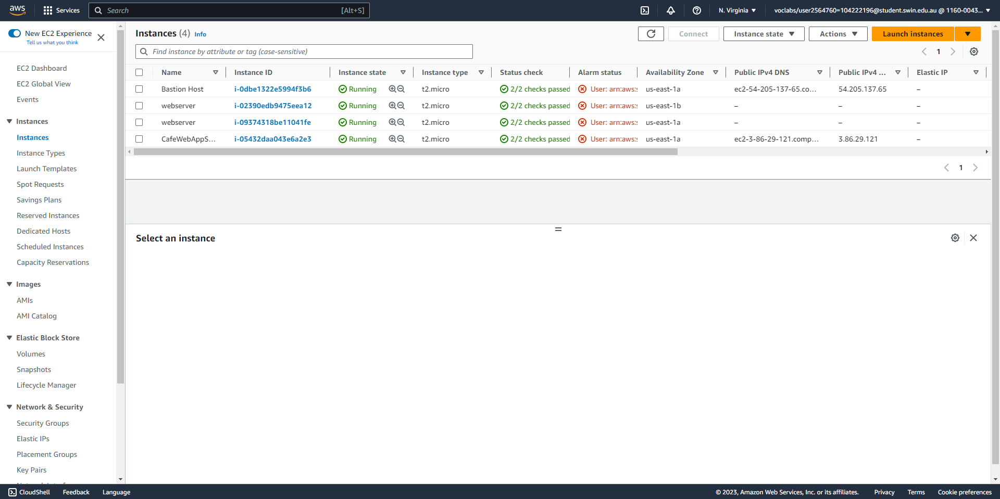 aws
Services
Search [Alt+S]
N. Virginia
voclabs/user2564760=104222196@student.swin.edu.au @ 1160-0043...
New EC2 Experience
Tell us what you think
EC2 Dashboard
EC2 Global View
Events
Instances
Instances
Instance Types
Launch Templates
Spot Requests
Savings Plans
Reserved Instances
Dedicated Hosts
Scheduled Instances
Capacity Reservations
Images
AMIs
AMI Catalog
Elastic Block Store
Volumes
Snapshots
Lifecycle Manager
Network & Security
Security Groups
Elastic IPs
Placement Groups
Key Pairs
Instances (4) Info
Connect
Instance state
Actions
Launch instances
Find instance by attribute or tag (case-sensitive)
1
Name Instance ID Instance state Instance type Status check Alarm status Availability Zone Public IPv4 DNS Public IPv4 ... Elastic IP
Bastion Host i-0dbe1322e5994f3b6 Running t2.micro 2/2 checks passed User: arn:aws:s us-east-1a ec2-54-205-137-65.co... 54.205.137.65 –
webserver i-02390edb9475eea12 Running t2.micro 2/2 checks passed User: arn:aws:s us-east-1b – – –
webserver i-09374318be11041fe Running t2.micro 2/2 checks passed User: arn:aws:s us-east-1a – – –
CafeWebAppS... i-05432daa043e6a2e3 Running t2.micro 2/2 checks passed User: arn:aws:s us-east-1a ec2-3-86-29-121.comp... 3.86.29.121 –
1
Select an instance
CloudShell Feedback Language
© 2023, Amazon Web Services, Inc. or its affiliates. Privacy Terms Cookie preferences